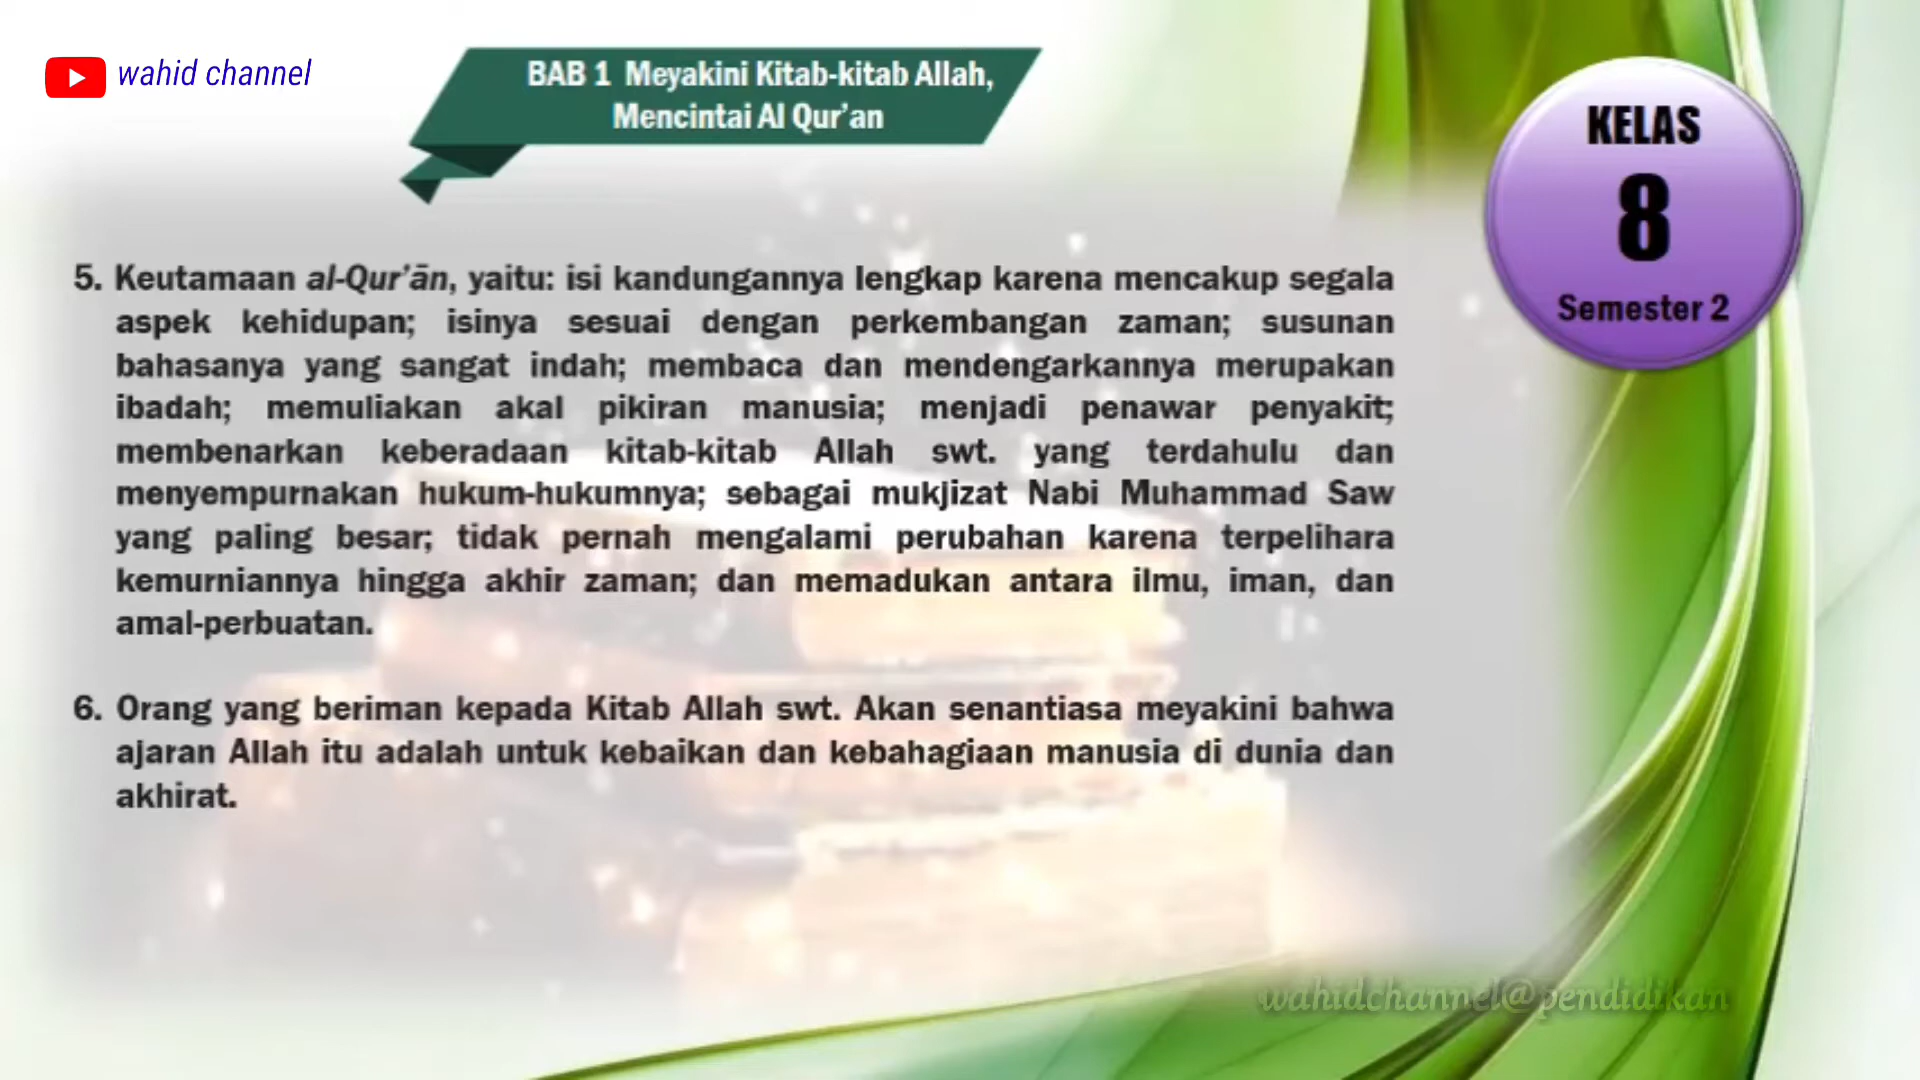 wahid channel
BAB 1 Meyakini Kitab-kitab Allah,
Mencintai Al Qur'an
KELAS
8
Semester 2
5. Keutamaan al-Qur'ān, yaitu: isi kandungannya lengkap karena mencakup segala
aspek kehidupan; isinya sesuai dengan perkembangan zaman; susunan
bahasanya yang sangat indah; membaca dan mendengarkannya merupakan
ibadah; memuliakan akal pikiran manusia; menjadi penawar penyakit;
membenarkan keberadaan kitab-kitab Allah swt. yang terdahulu dan
menyempurnakan hukum-hukumnya; sebagai mukjizat Nabi Muhammad Saw
yang paling besar; tidak pernah mengalami perubahan karena terpelihara
kemurniannya hingga akhir zaman; dan memadukan antara ilmu, iman, dan
amal-perbuatan.
6. Orang yang beriman kepada Kitab Allah swt. Akan senantiasa meyakini bahwa
ajaran Allah itu adalah untuk kebaikan dan kebahagiaan manusia di dunia dan
akhirat.
wahidchannel@pendidikan